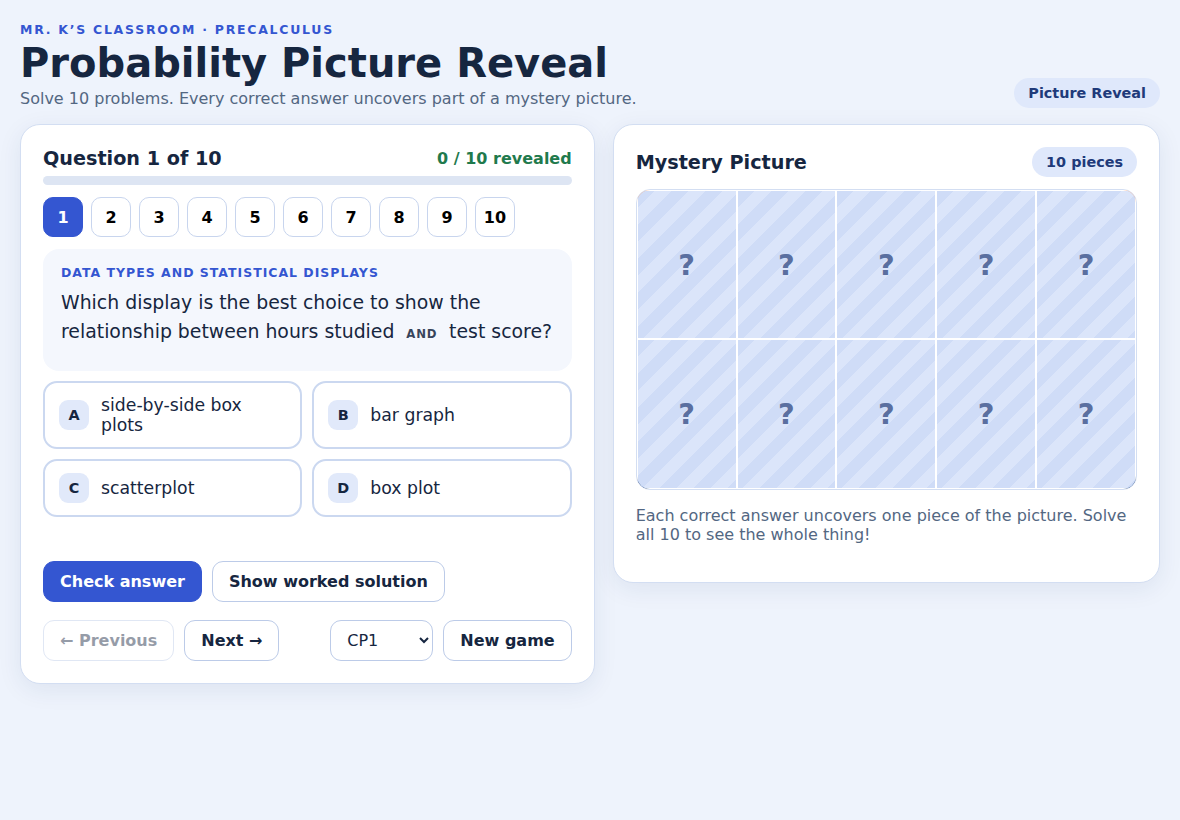 MR. K’S CLASSROOM · PRECALCULUS
Probability Picture Reveal
Solve 10 problems. Every correct answer uncovers part of a mystery picture.
Picture Reveal
Question 1 of 10
0 / 10 revealed
1 2 3 4 5 6 7 8 9 10
DATA TYPES AND STATISTICAL DISPLAYS
Which display is the best choice to show the
relationship between hours studied AND test score?
A side-by-side box
plots
B bar graph
C scatterplot
D box plot
Check answer
Show worked solution
← Previous
Next →
CP1
New game
Mystery Picture
10 pieces
? ? ? ? ?
? ? ? ? ?
Each correct answer uncovers one piece of the picture. Solve
all 10 to see the whole thing!